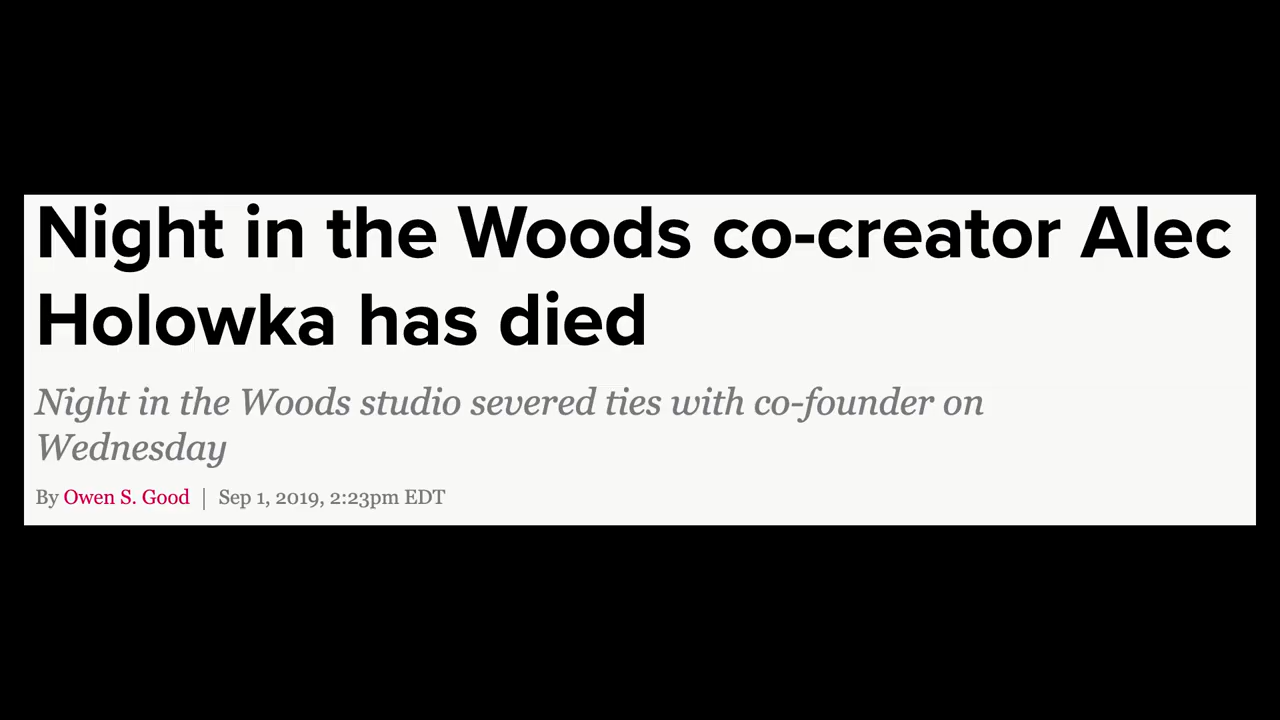 Night in the Woods co-creator Alec
Holowka has died
Night in the Woods studio severed ties with co-founder on
Wednesday
By Owen S. Good | Sep 1, 2019, 2:23pm EDT